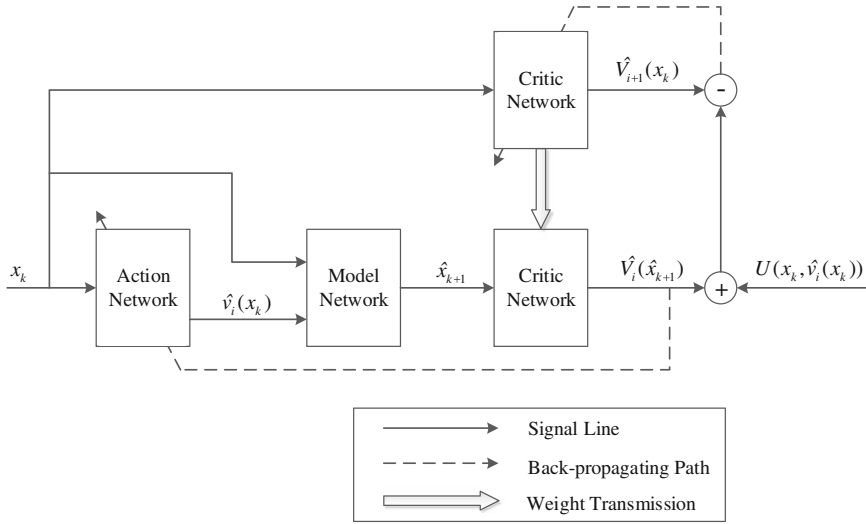 Critic
Network
V̂_{i+1}(x_k)
-
x_k
Action
Network
v̂_i(x_k)
Model
Network
x̂_{k+1}
Critic
Network
V̂_i(x̂_{k+1})
+
U(x_k, v̂_i(x_k))
Signal Line
Back-propagating Path
Weight Transmission